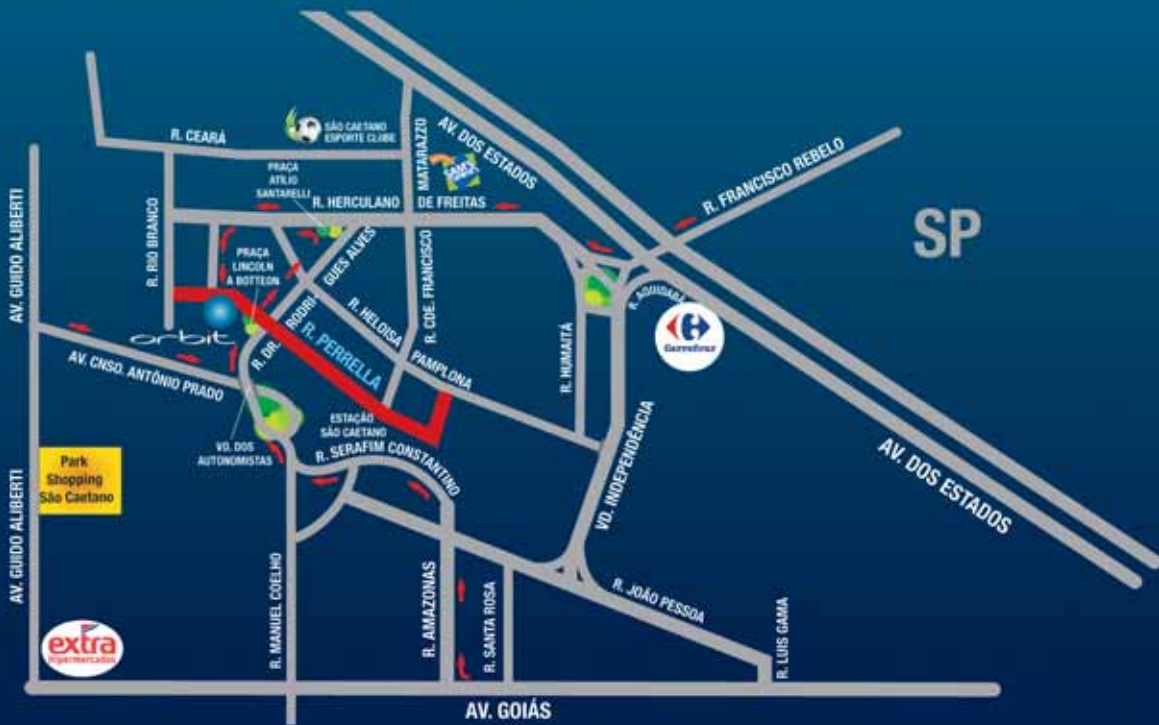 R. CEARÁ
SÃO CAETANO
ESPORTE CLUBE
MATARAZZO
SAM'S
AV. DOS ESTADOS
R. FRANCISCO REBELO
PRAÇA
ATÍLIO
SANTARELLI
R. HERCULANO
DE FREITAS
SP
AV. GUIDO ALIBERTI
R. RIO BRANCO
PRAÇA
LINCOLN
A BOTTEON
R. DR. RODRI-
GUES ALVES
R. CDE. FRANCISCO
R. HELOISA
PAMPLONA
R. PERRELLA
R. HUMAITÁ
R. AQUIDABÃ
Carrefour
orbit
AV. CNSO. ANTÔNIO PRADO
ESTAÇÃO
SÃO CAETANO
VD. DOS
AUTONOMISTAS
R. SERAFIM CONSTANTINO
VD. INDEPENDÊNCIA
AV. DOS ESTADOS
Park
Shopping
São Caetano
AV. GUIDO ALIBERTI
R. MANUEL COELHO
R. AMAZONAS
R. SANTA ROSA
R. JOÃO PESSOA
R. LUIS GAMA
extra
hipermercados
AV. GOIÁS